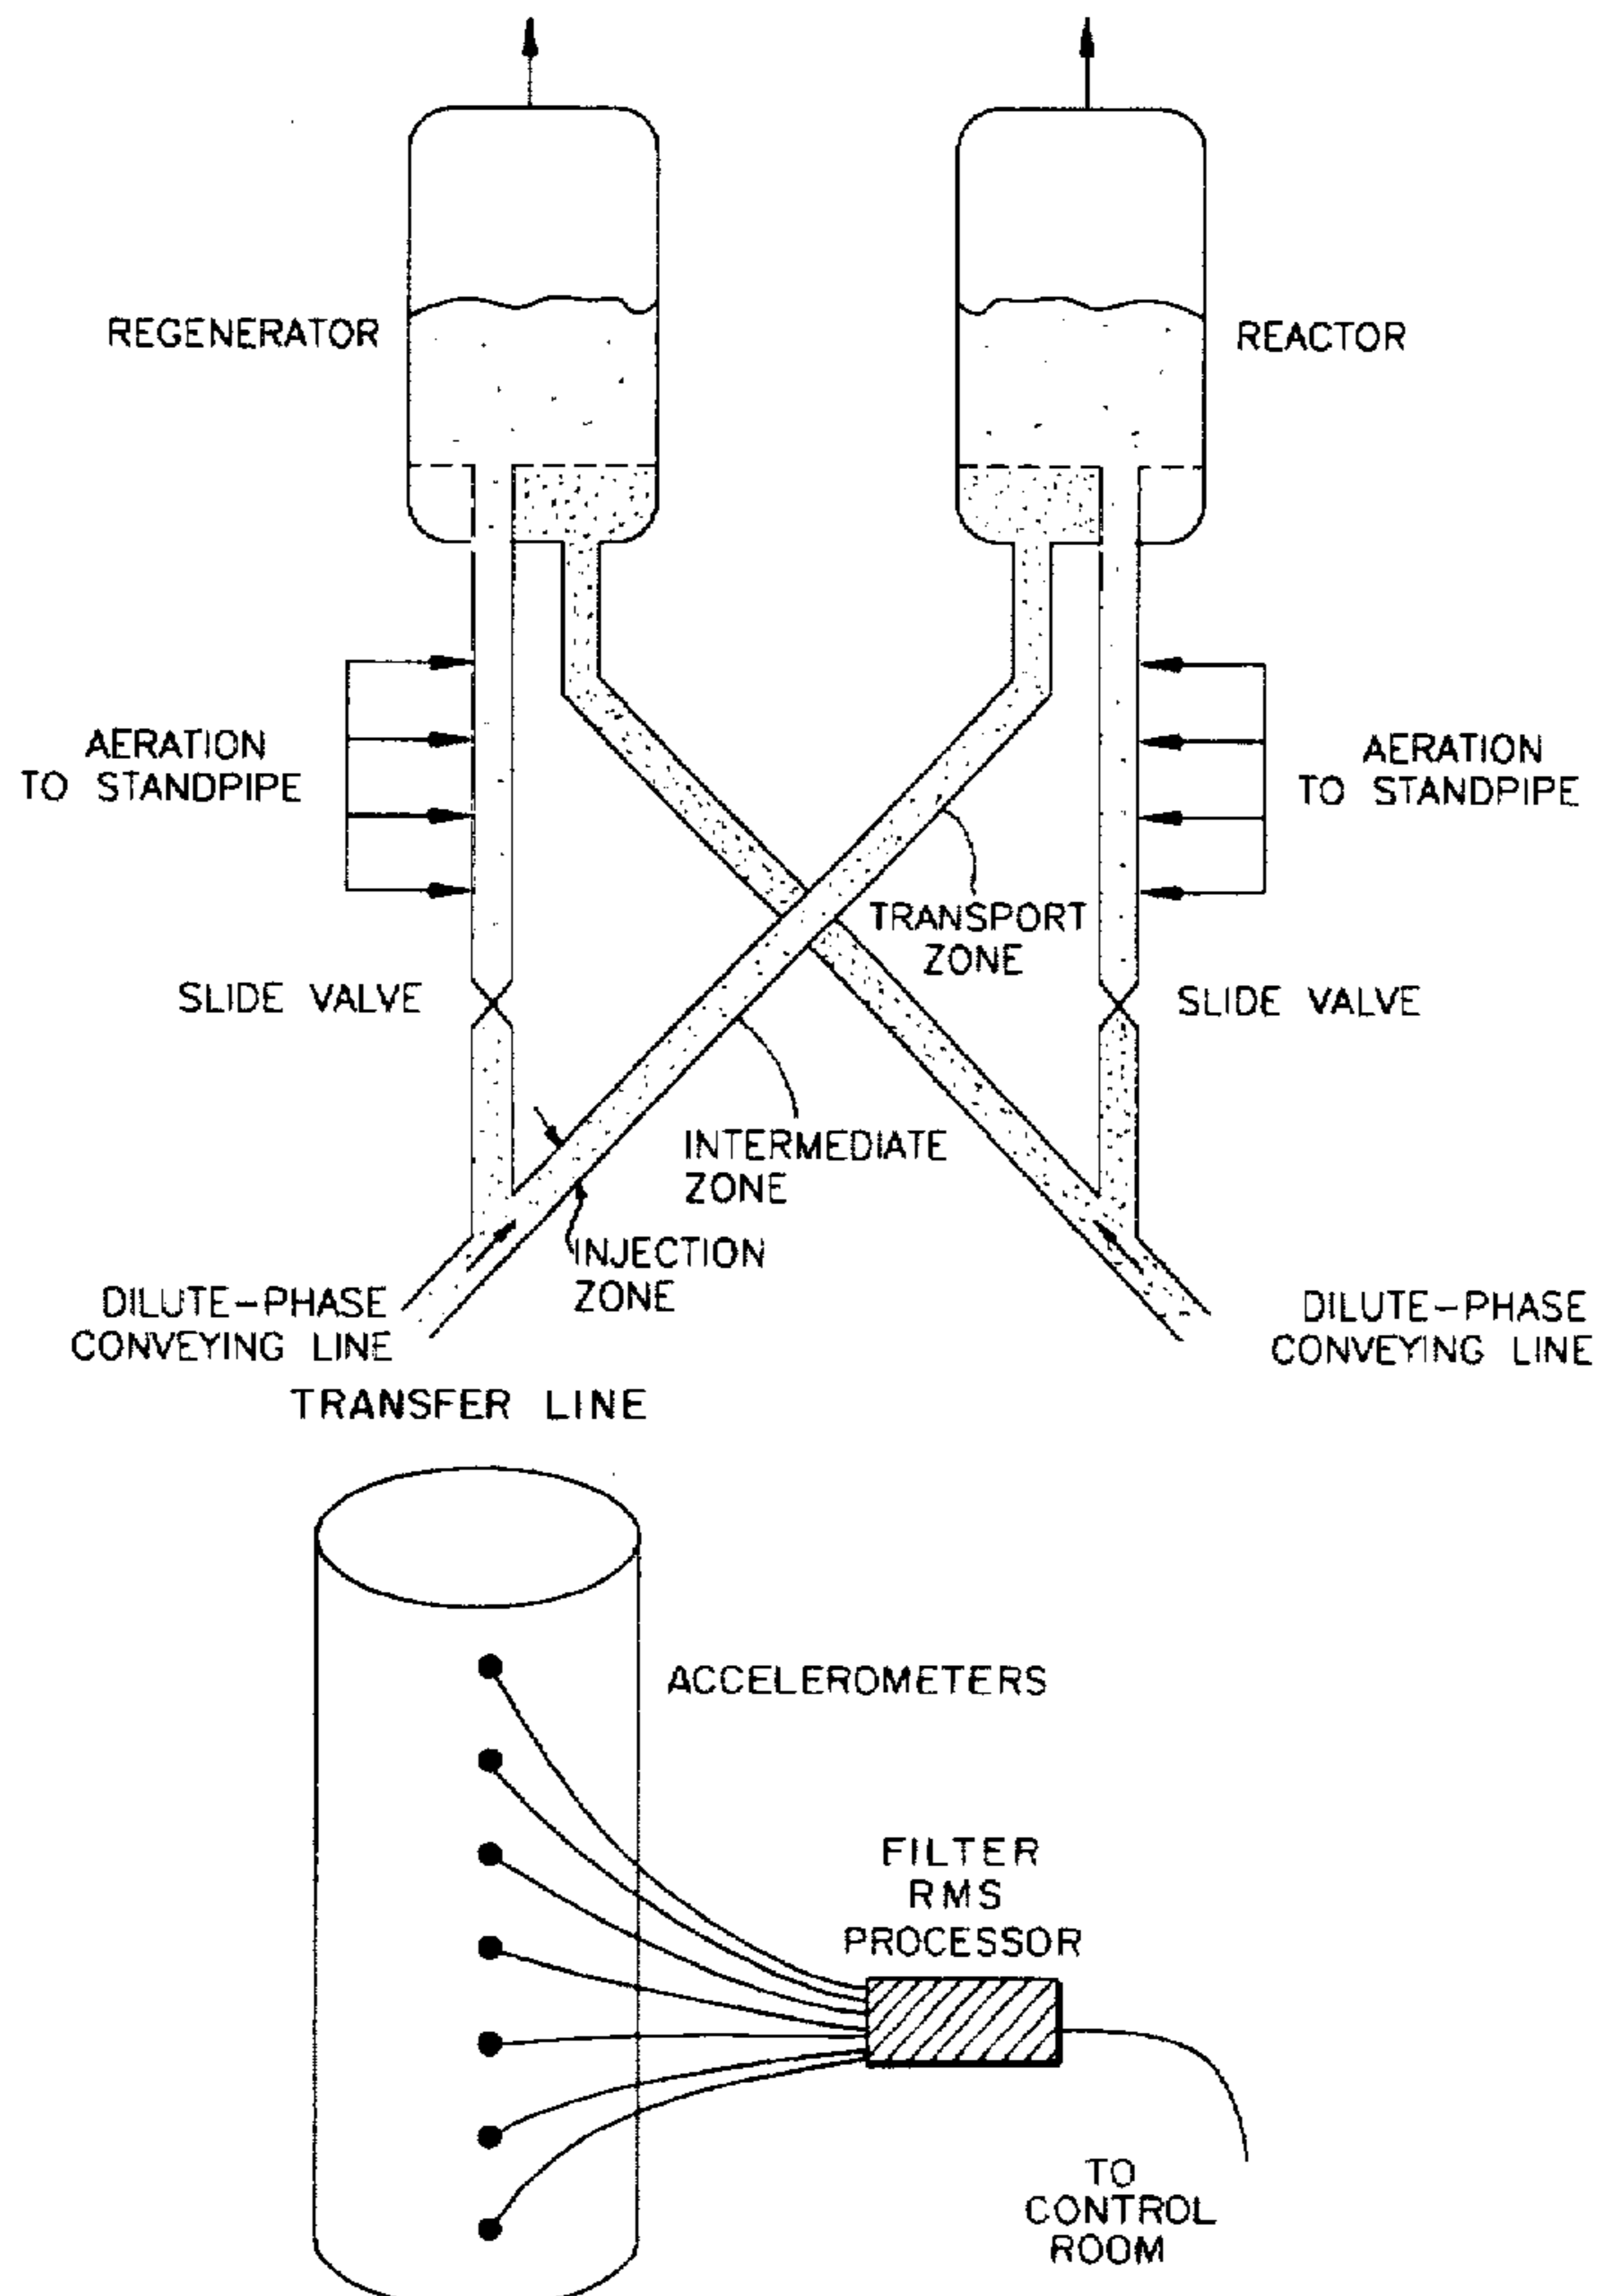 REGENERATOR
REACTOR
AERATION
TO STANDPIPE
AERATION
TO STANDPIPE
TRANSPORT
ZONE
SLIDE VALVE
SLIDE VALVE
INTERMEDIATE
ZONE
INJECTION
ZONE
DILUTE-PHASE
CONVEYING LINE
DILUTE-PHASE
CONVEYING LINE
TRANSFER LINE
ACCELEROMETERS
FILTER
RMS
PROCESSOR
TO
CONTROL
ROOM